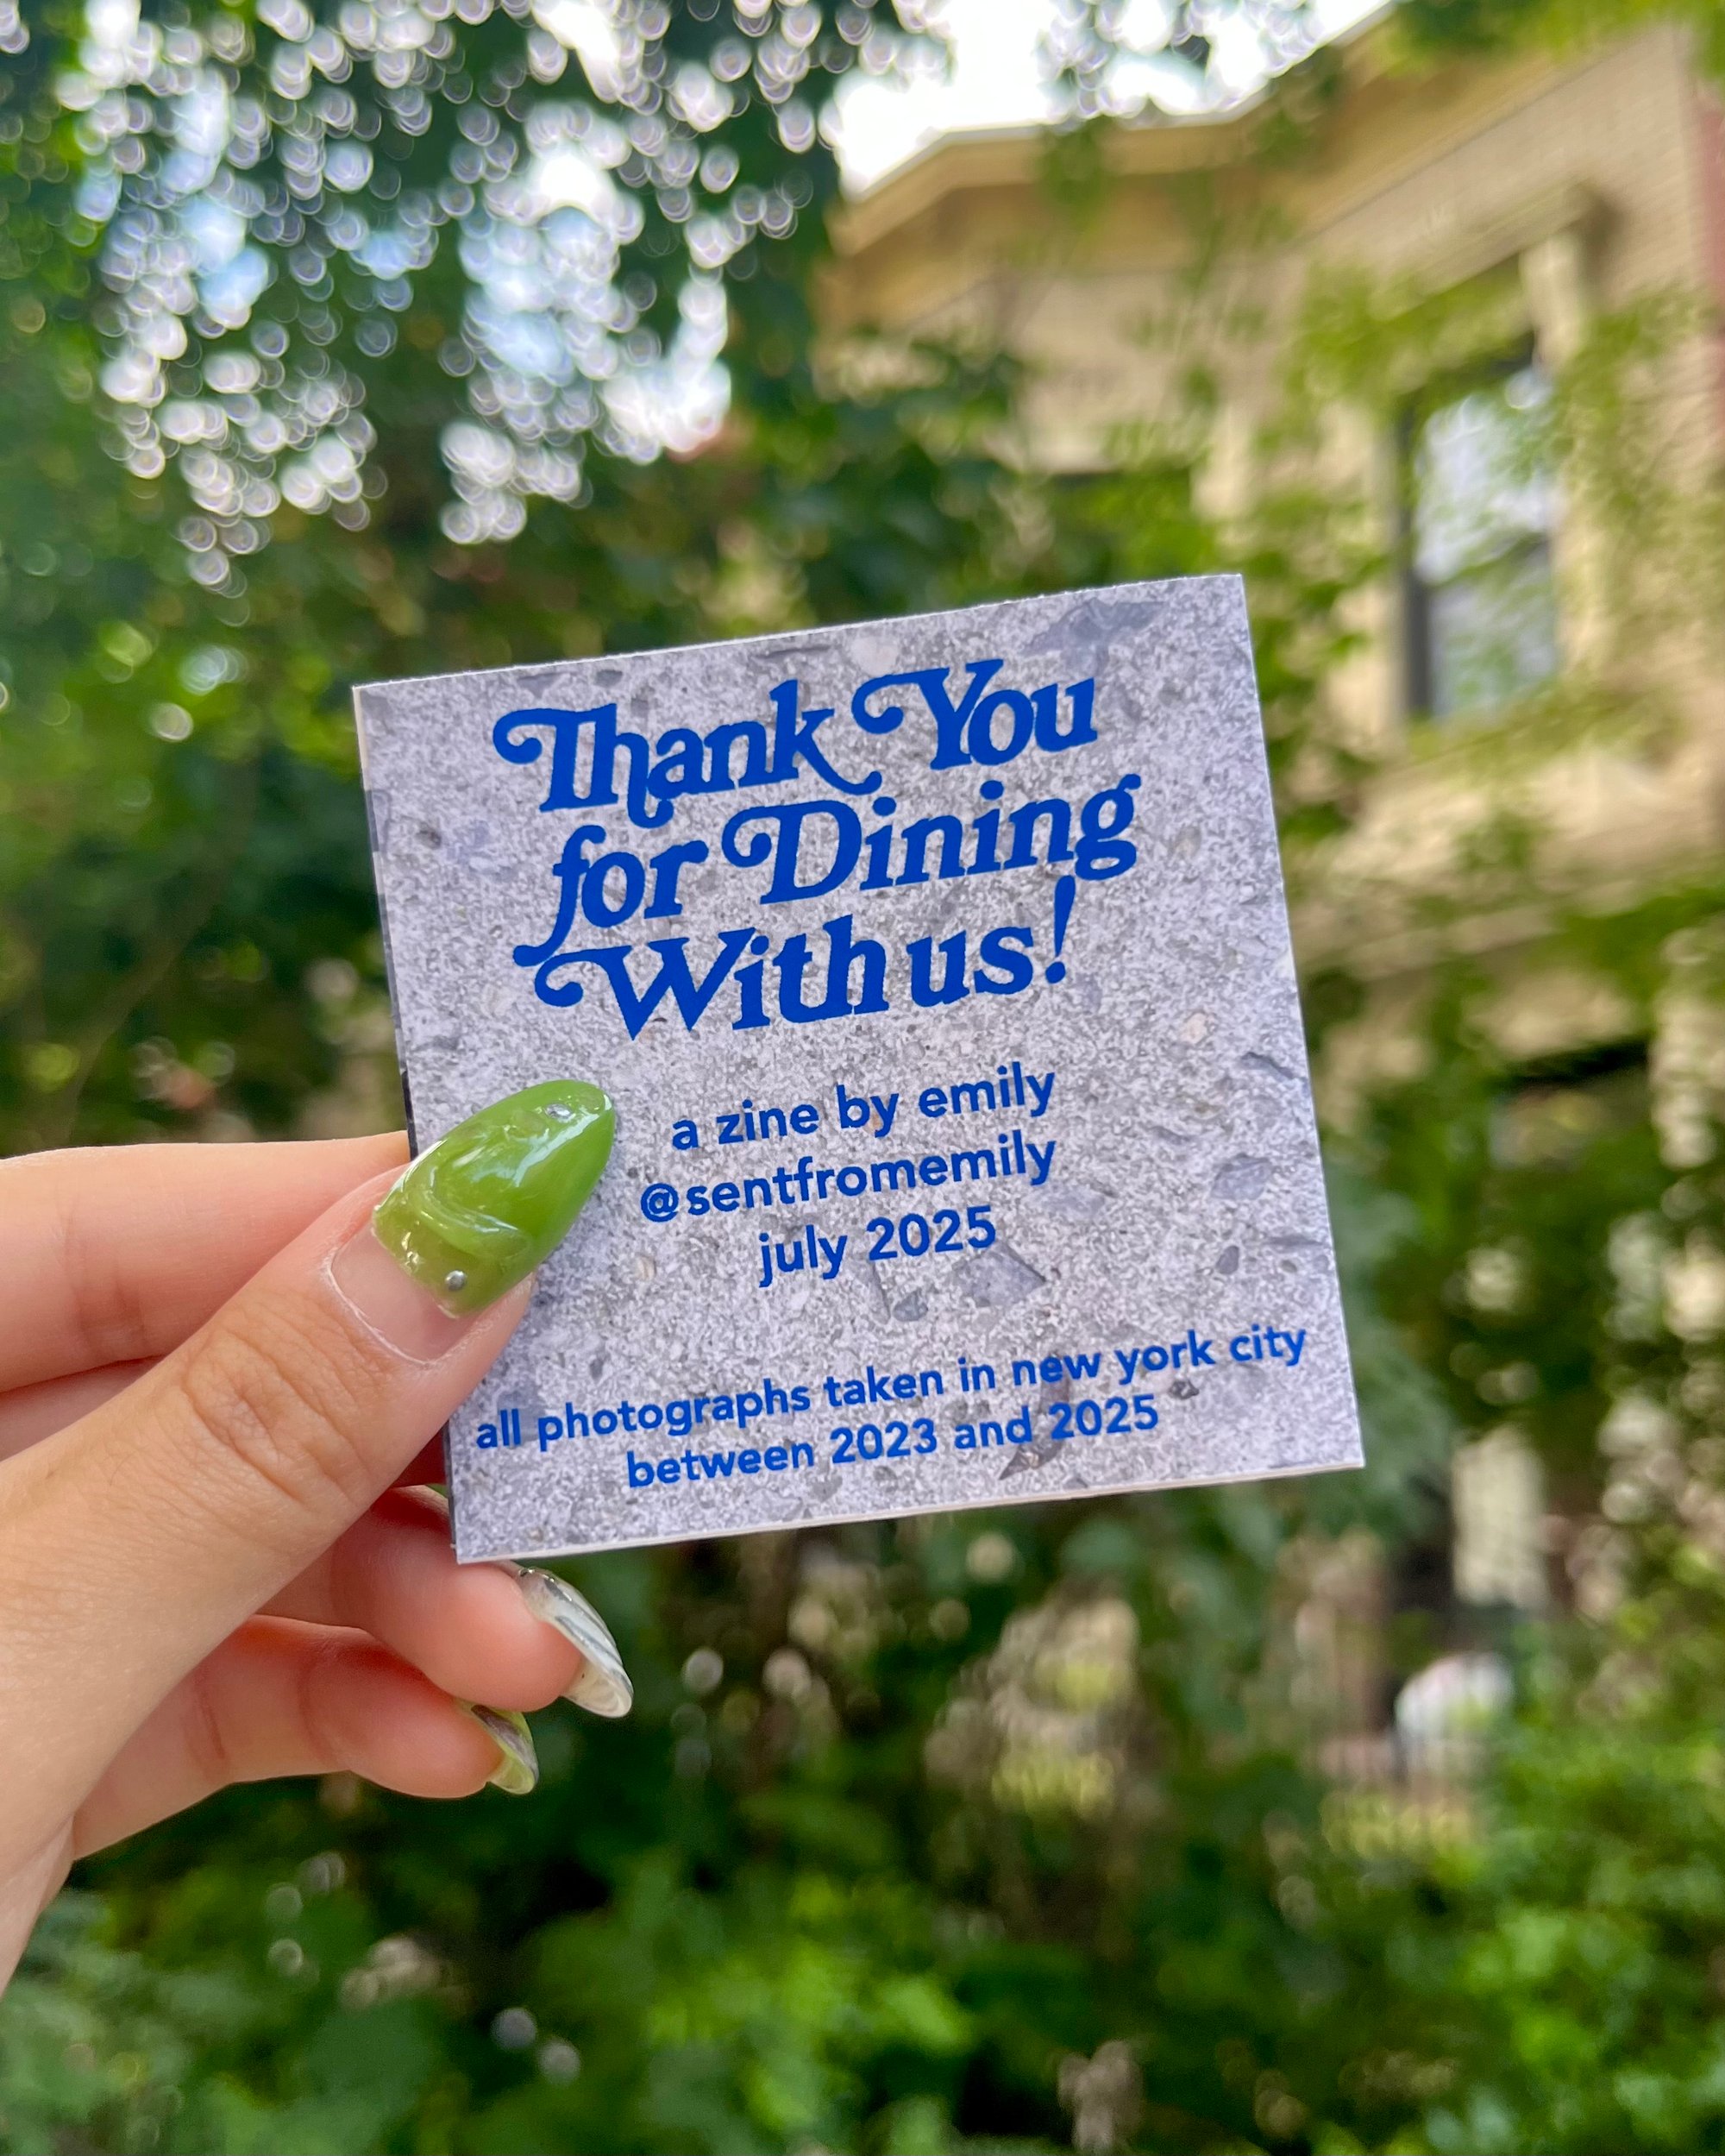 Thank You
for Dining
With us!
a zine by emily
@sentfromemily
july 2025
all photographs taken in new york city
between 2023 and 2025